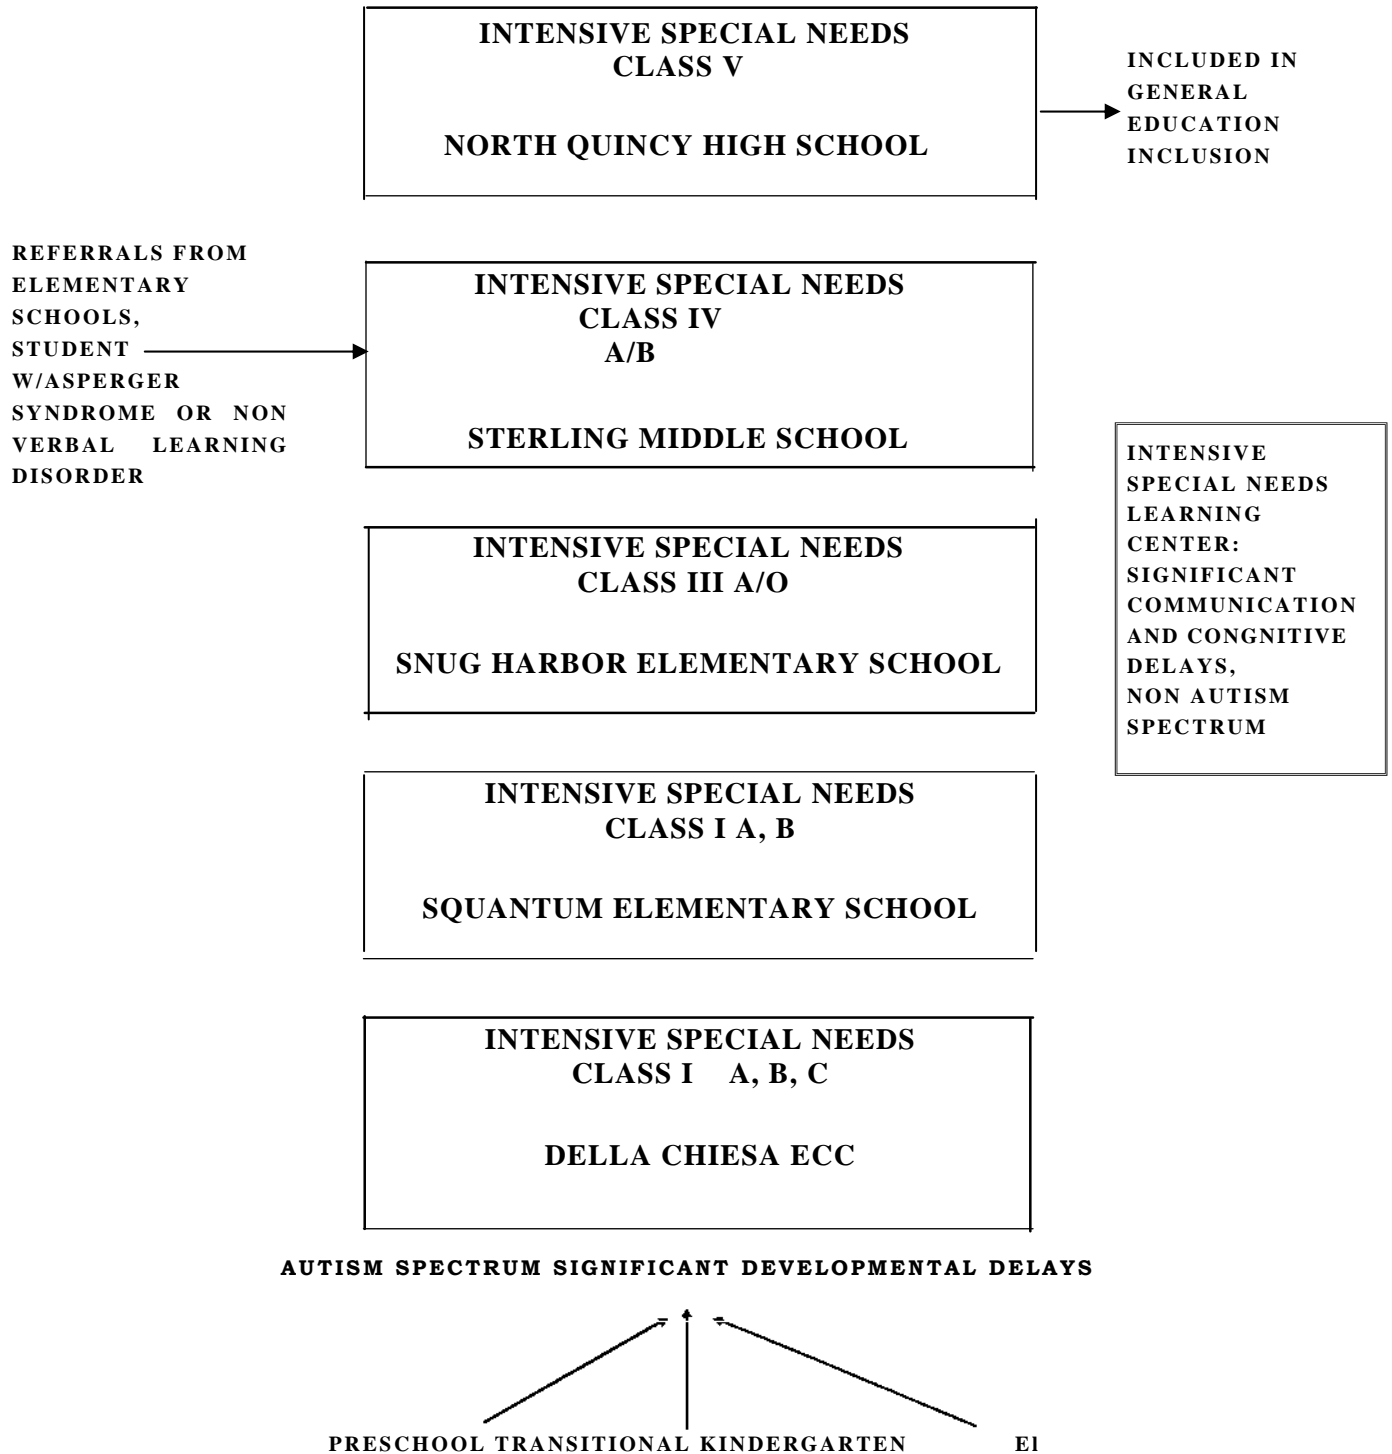 INTENSIVE SPECIAL NEEDS
CLASS V
NORTH QUINCY HIGH SCHOOL
INCLUDED IN
GENERAL
EDUCATION
INCLUSION
REFERRALS FROM
ELEMENTARY
SCHOOLS,
STUDENT
W/ASPERGER
SYNDROME OR NON
VERBAL LEARNING
DISORDER
INTENSIVE SPECIAL NEEDS
CLASS IV
A/B
STERLING MIDDLE SCHOOL
INTENSIVE SPECIAL NEEDS
CLASS III A/O
SNUG HARBOR ELEMENTARY SCHOOL
INTENSIVE
SPECIAL NEEDS
LEARNING
CENTER:
SIGNIFICANT
COMMUNICATION
AND CONGNITIVE
DELAYS,
NON AUTISM
SPECTRUM
INTENSIVE SPECIAL NEEDS
CLASS I A, B
SQUANTUM ELEMENTARY SCHOOL
INTENSIVE SPECIAL NEEDS
CLASS I A, B, C
DELLA CHIESA ECC
AUTISM SPECTRUM SIGNIFICANT DEVELOPMENTAL DELAYS
PRESCHOOL TRANSITIONAL KINDERGARTEN EI